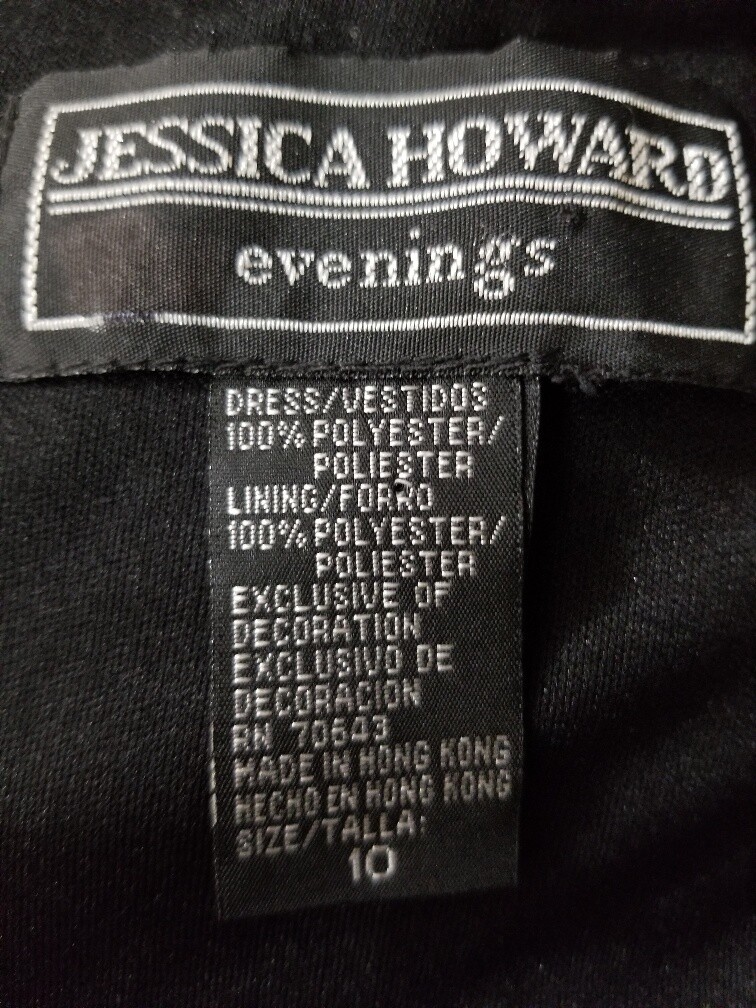 JESSICA HOWARD
evenings
DRESS/VESTIDOS
100% POLYESTER/
POLIESTER
LINING/FORRO
100% POLYESTER/
POLIESTER
EXCLUSIVE OF
DECORATION
EXCLUSIVO DE
DECORACION
RN 70643
MADE IN HONG KONG
HECHO EN HONG KONG
SIZE/TALLA:
10